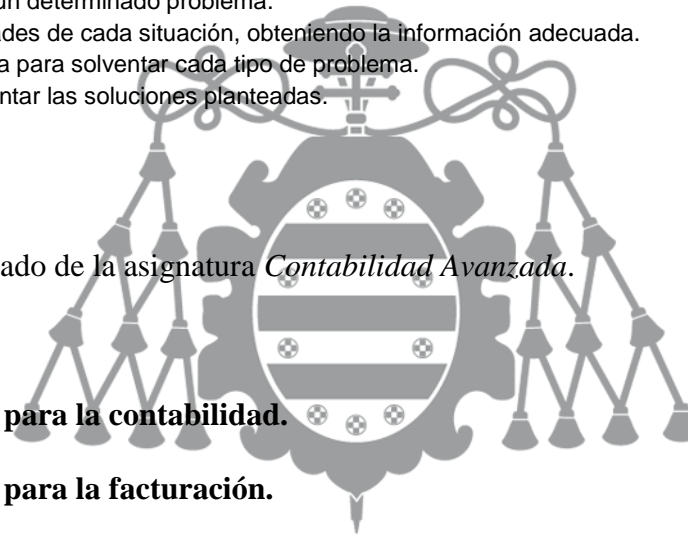 un determinado problema.
ades de cada situación, obteniendo la información adecuada.
a para solventar cada tipo de problema.
ntar las soluciones planteadas.
ado de la asignatura Contabilidad Avanzada.
para la contabilidad.
para la facturación.